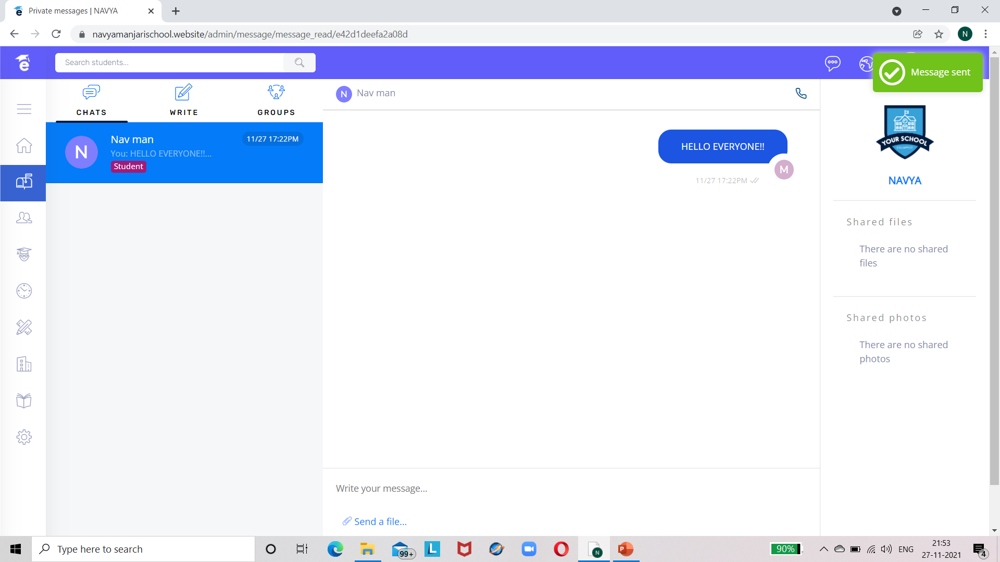 Private messages | NAVYA
navyamanjarischool.website/admin/message/message_read/e42d1deefa2a08d
N
e
Search students...
Message sent
CHATS
WRITE
GROUPS
N
Nav man
11/27 17:22PM
You: HELLO EVERYONE!!...
Student
N Nav man
HELLO EVERYONE!!
M
11/27 17:22PM
YOUR SCHOOL
EDUAPPGT
NAVYA
Shared files
There are no shared
files
Shared photos
There are no shared
photos
Write your message...
Send a file...
Type here to search
99+
L
N
P
90%
ENG
21:53
27-11-2021
4